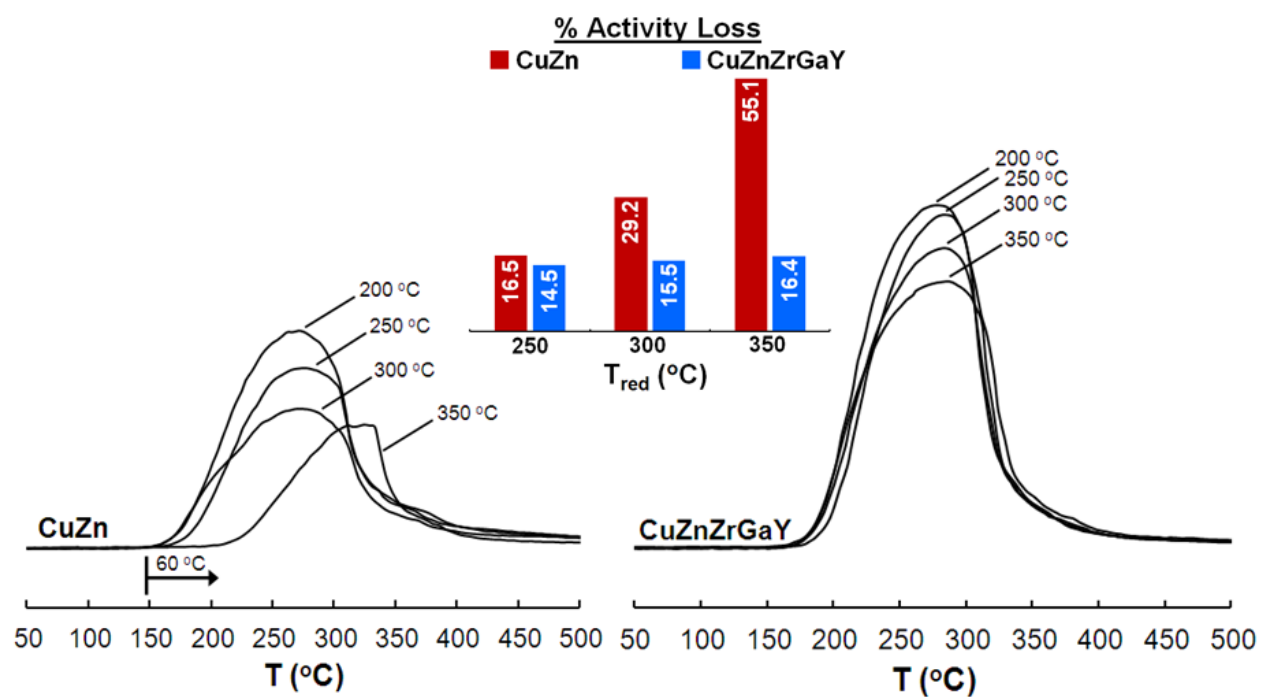 % Activity Loss
CuZn CuZnZrGaY
55.1
29.2
16.5 14.5 15.5 16.4
250 300 350
Tred (°C)
200 °C
250 °C
300 °C
350 °C
CuZn
60 °C
50 100 150 200 250 300 350 400 450 500
T (°C)
200 °C
250 °C
300 °C
350 °C
CuZnZrGaY
50 100 150 200 250 300 350 400 450 500
T (°C)